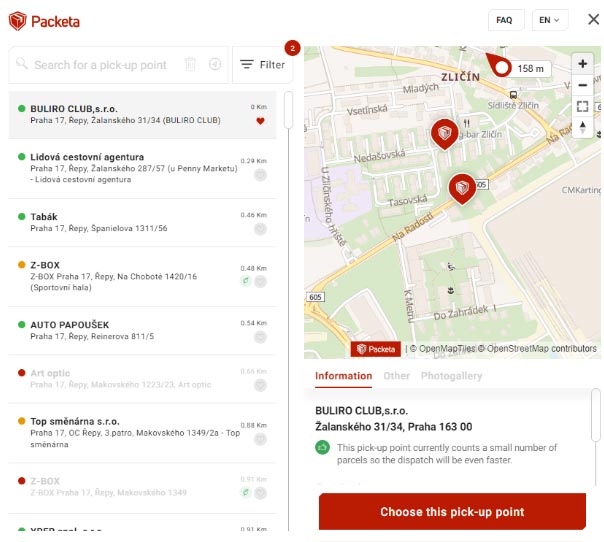 Packeta
FAQ
EN
2
Search for a pick-up point
Filter
BULIRO CLUB,s.r.o.
0 Km
Praha 17, Řepy, Žalanského 31/34 (BULIRO CLUB)
Lidová cestovní agentura
0.29 Km
Praha 17, Řepy, Žalanského 287/57 (u Penny Marketu)
- Lidová cestovní agentura
Tabák
0.46 Km
Praha 17, Řepy, Španielova 1311/56
Z-BOX
0.48 Km
Z-BOX Praha 17, Řepy, Na Chobotě 1420/16
(Sportovní hala)
AUTO PAPOUŠEK
0.54 Km
Praha 17, Řepy, Reinerova 811/5
Art optic
0.66 Km
Praha 17, Řepy, Makovského 1223/23, Art optic
Top směnárna s.r.o.
0.88 Km
Praha 17, OC Řepy, 3.patro, Makovského 1349/2a - Top
směnárna
Z-BOX
0.91 Km
Z-BOX Praha 17, Řepy, Makovského 1349
0.91 Km
158 m
ZLIČÍN
Mladých
Vsetínská
Sídliště Zličín
g-bar Zličín
Nedašovská
U Zličínského
hřiště
605
Tasovská
CMKarting
Na Radosti
605
K Metru
Do Zahrádek I
Packeta | © OpenMapTiles © OpenStreetMap contributors
Information
Other
Photogallery
BULIRO CLUB,s.r.o.
Žalanského 31/34, Praha 163 00
This pick-up point currently counts a small number of
parcels so the dispatch will be even faster.
Choose this pick-up point